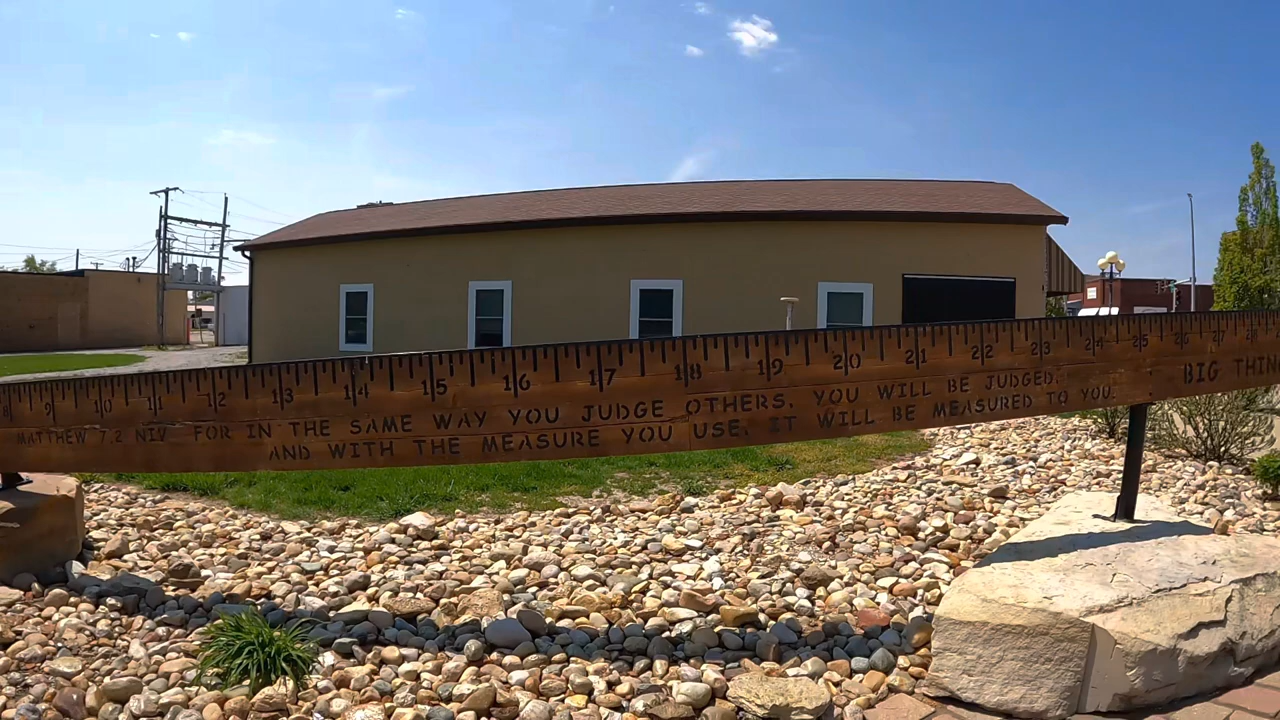 8 9 10 11 12 13 14 15 16 17 18 19 20 21 22 23 24 25 26 27 28
MATTHEW 7:2 NIV FOR IN THE SAME WAY YOU JUDGE OTHERS, YOU WILL BE JUDGED, BIG THIN
AND WITH THE MEASURE YOU USE, IT WILL BE MEASURED TO YOU.